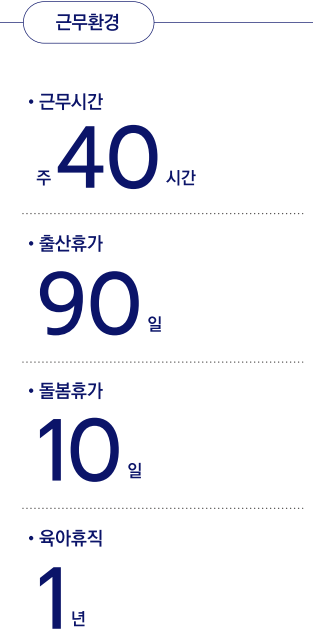 근무환경
• 근무시간
주 40 시간
• 출산휴가
90 일
• 돌봄휴가
10 일
• 육아휴직
1 년